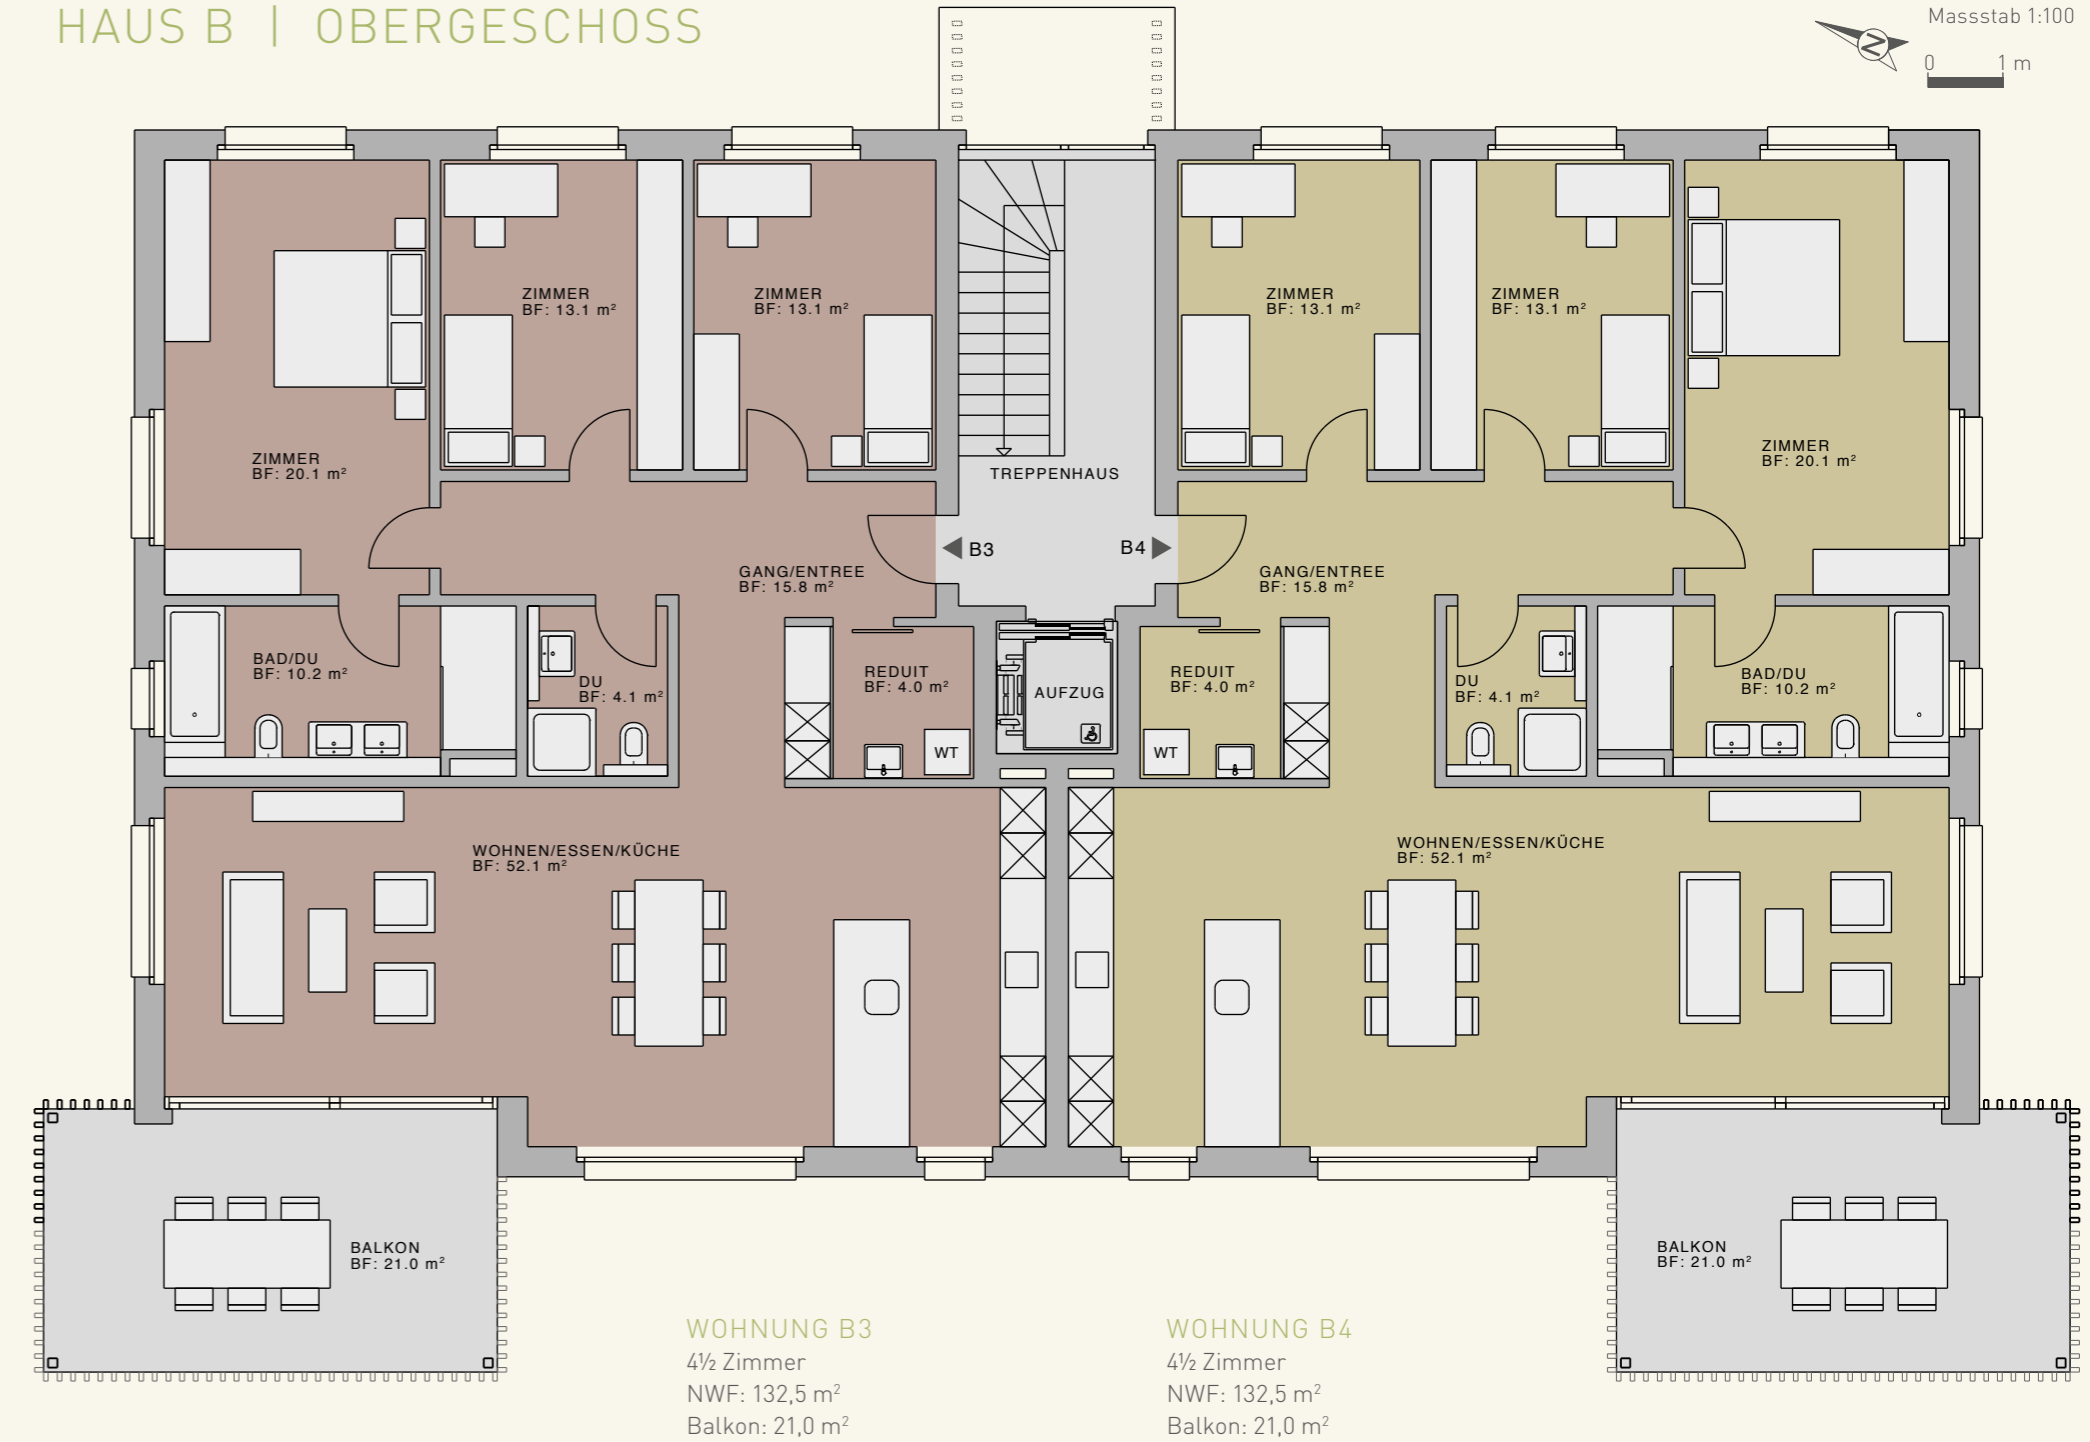 HAUS B | OBERGESCHOSS
Massstab 1:100
N
0 1 m
ZIMMER
BF: 13.1 m²
ZIMMER
BF: 13.1 m²
ZIMMER
BF: 13.1 m²
ZIMMER
BF: 13.1 m²
ZIMMER
BF: 20.1 m²
TREPPENHAUS
ZIMMER
BF: 20.1 m²
B3
B4
GANG/ENTREE
BF: 15.8 m²
GANG/ENTREE
BF: 15.8 m²
BAD/DU
BF: 10.2 m²
DU
BF: 4.1 m²
REDUIT
BF: 4.0 m²
AUFZUG
REDUIT
BF: 4.0 m²
DU
BF: 4.1 m²
BAD/DU
BF: 10.2 m²
WT
WT
WOHNEN/ESSEN/KÜCHE
BF: 52.1 m²
WOHNEN/ESSEN/KÜCHE
BF: 52.1 m²
BALKON
BF: 21.0 m²
BALKON
BF: 21.0 m²
WOHNUNG B3
4½ Zimmer
NWF: 132,5 m²
Balkon: 21,0 m²
WOHNUNG B4
4½ Zimmer
NWF: 132,5 m²
Balkon: 21,0 m²